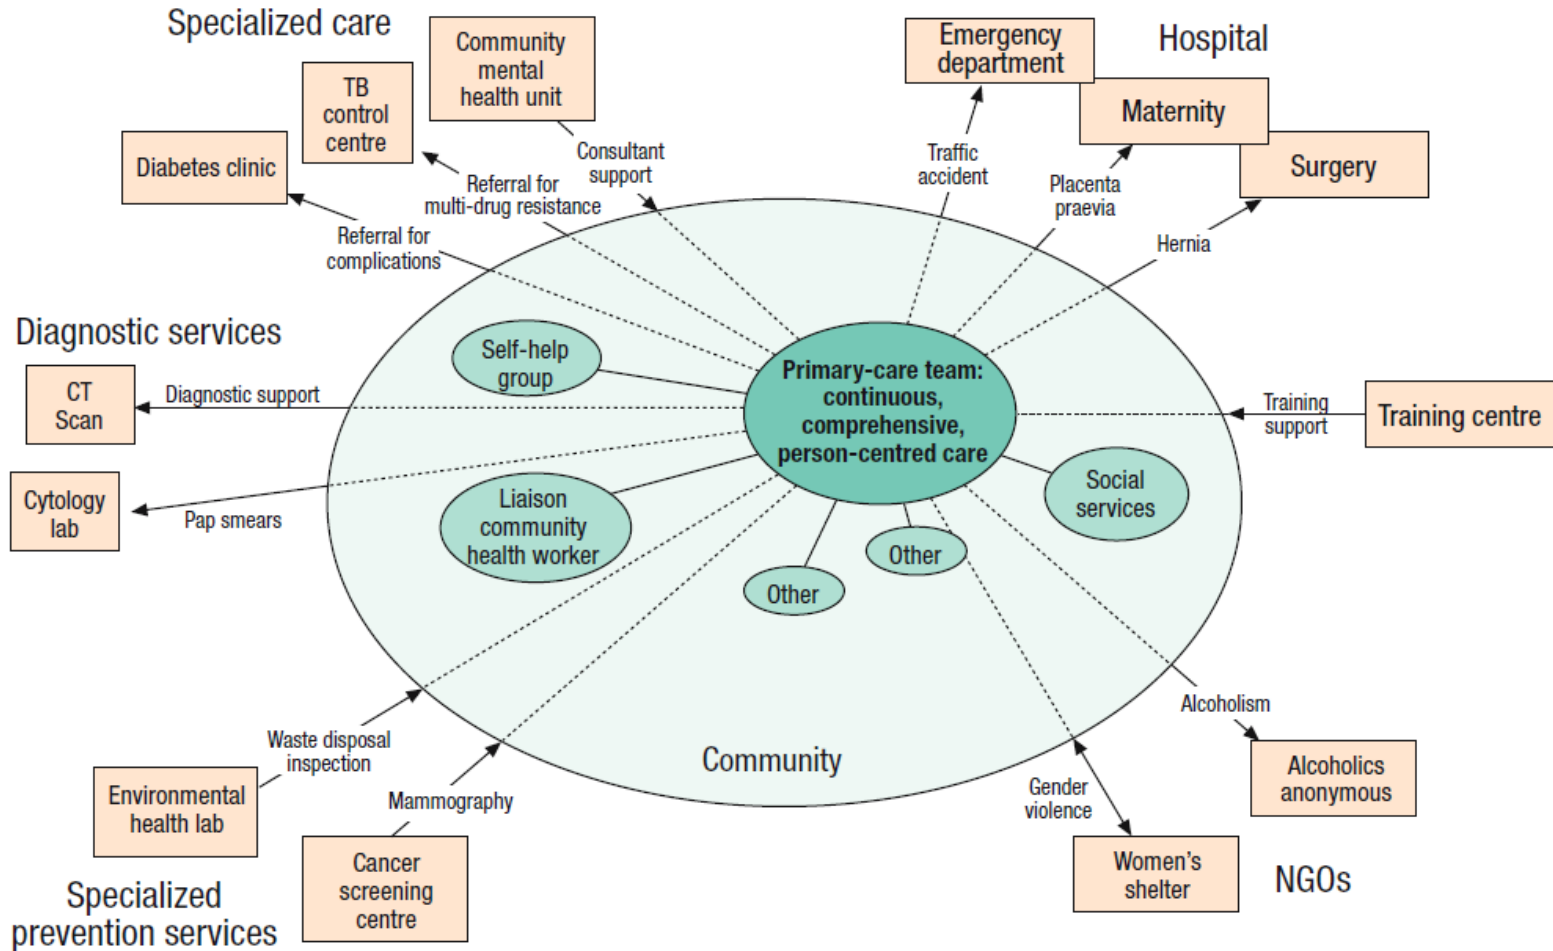 Specialized care
Community
mental
health unit
TB
control
centre
Diabetes clinic
Consultant
support
Referral for
multi-drug resistance
Referral for
complications
Emergency
department
Hospital
Maternity
Surgery
Traffic
accident
Placenta
praevia
Hernia
Diagnostic services
CT
Scan
Diagnostic support
Cytology
lab
Pap smears
Self-help
group
Primary-care team:
continuous,
comprehensive,
person-centred care
Training
support
Training centre
Liaison
community
health worker
Social
services
Other
Other
Community
Waste disposal
inspection
Environmental
health lab
Mammography
Cancer
screening
centre
Specialized
prevention services
Alcoholism
Alcoholics
anonymous
Gender
violence
Women's
shelter
NGOs